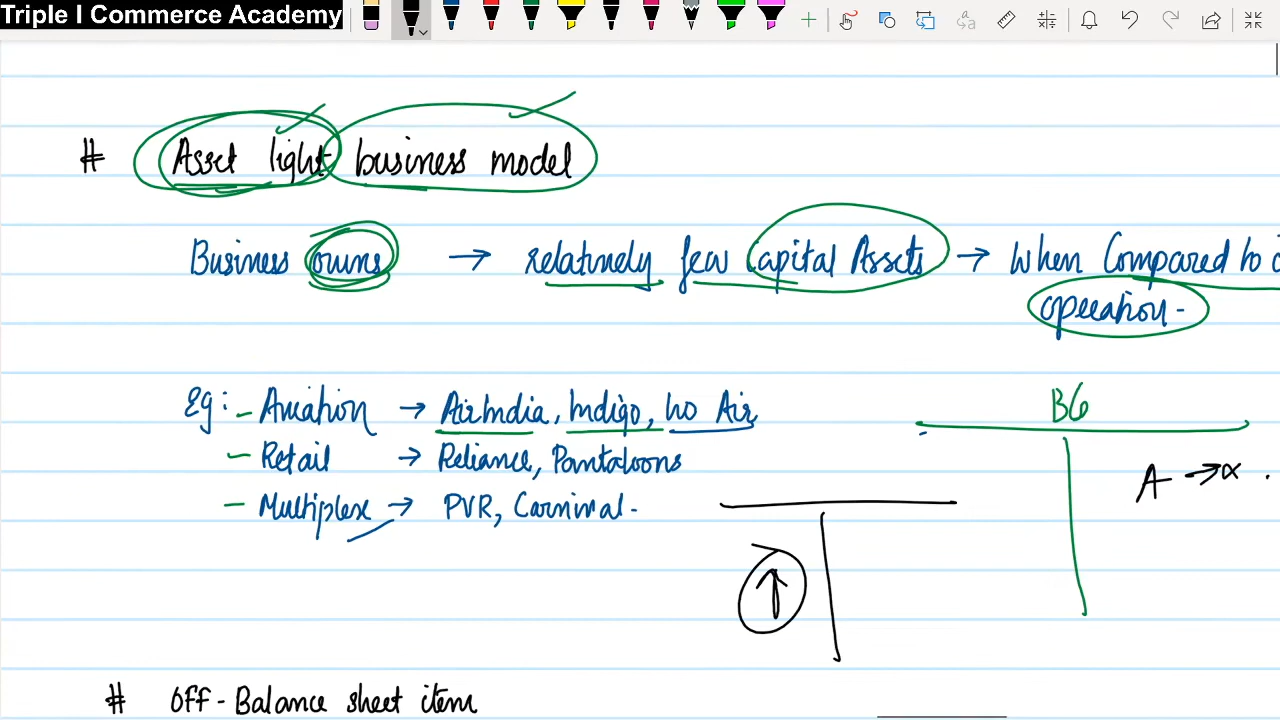 Triple I Commerce Academy
# Asset light business model
Business owns → relatively few Capital Assets → When Compared to
operation-
Eg:- Aviation → AirIndia, Indigo, Go Air
- Retail → Reliance, Pantaloons
- Multiplex → PVR, Carnival-
A → ∝
# Off-Balance sheet item